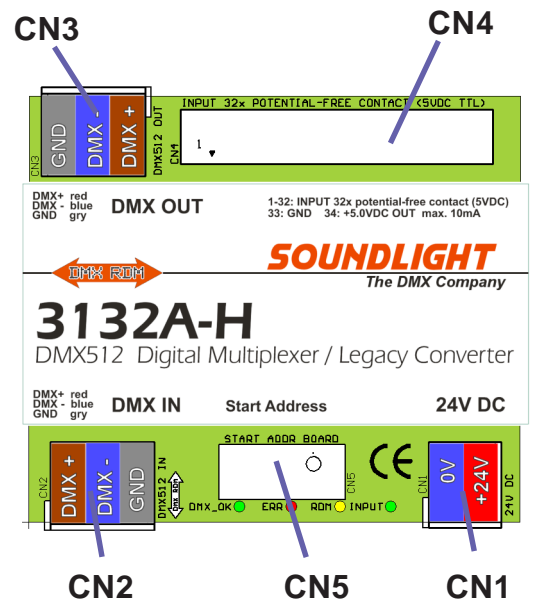 CN3 CN4
INPUT 32x POTENTIAL-FREE CONTACT (5VDC TTL)
GND DMX - DMX +
CN3
DMX512 OUT
CN4
1
DMX+ red
DMX - blue
GND gry
DMX OUT
1-32: INPUT 32x potential-free contact (5VDC)
33: GND 34: +5.0VDC OUT max. 10mA
DMX RDM
SOUNDLIGHT
The DMX Company
3132A-H
DMX512 Digital Multiplexer / Legacy Converter
DMX+ red
DMX - blue
GND gry
DMX IN
Start Address
24V DC
START ADDR BOARD
CN2
DMX + DMX - GND
DMX512 IN
DMX RDM
CN5
CE
CN1
0V +24V
24V DC
DMX_OK ERR RDM INPUT
CN2 CN5 CN1